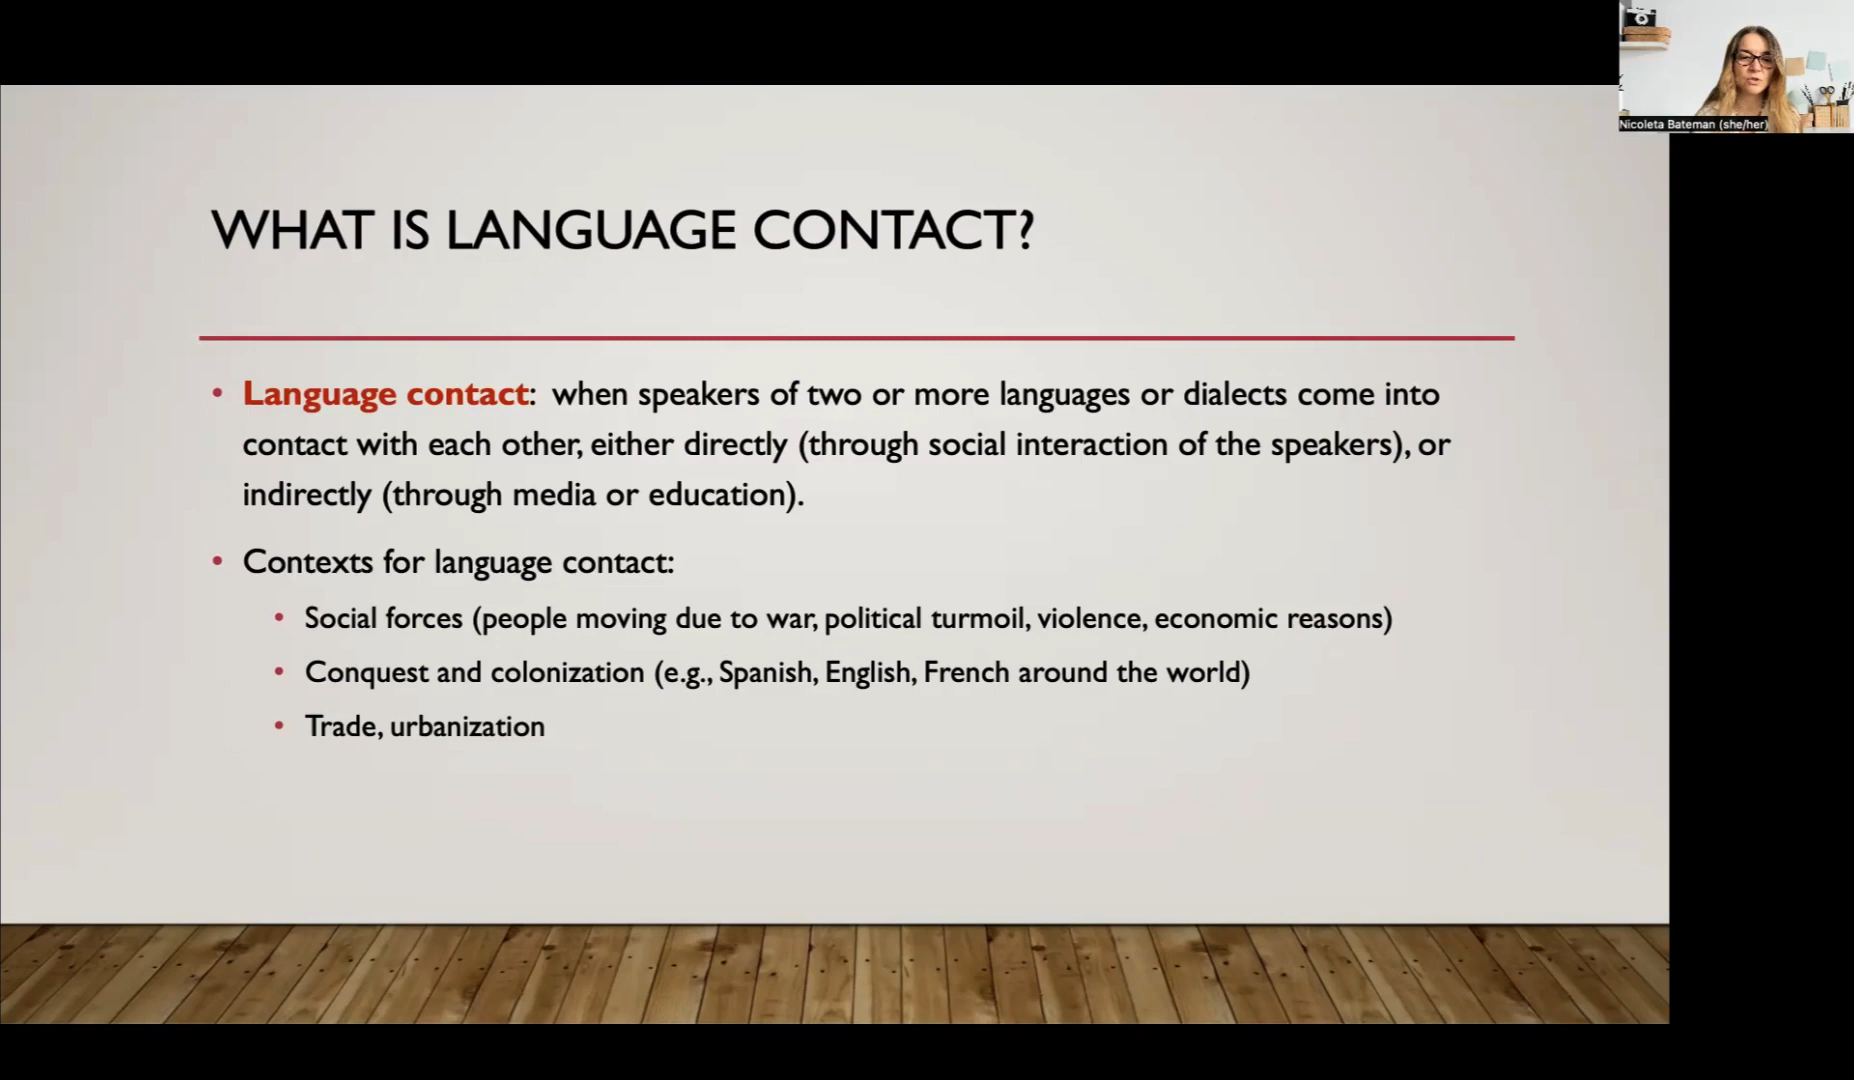 Nicoleta Bateman (she/her)
WHAT IS LANGUAGE CONTACT?
• Language contact: when speakers of two or more languages or dialects come into
contact with each other, either directly (through social interaction of the speakers), or
indirectly (through media or education).
• Contexts for language contact:
• Social forces (people moving due to war, political turmoil, violence, economic reasons)
• Conquest and colonization (e.g., Spanish, English, French around the world)
• Trade, urbanization